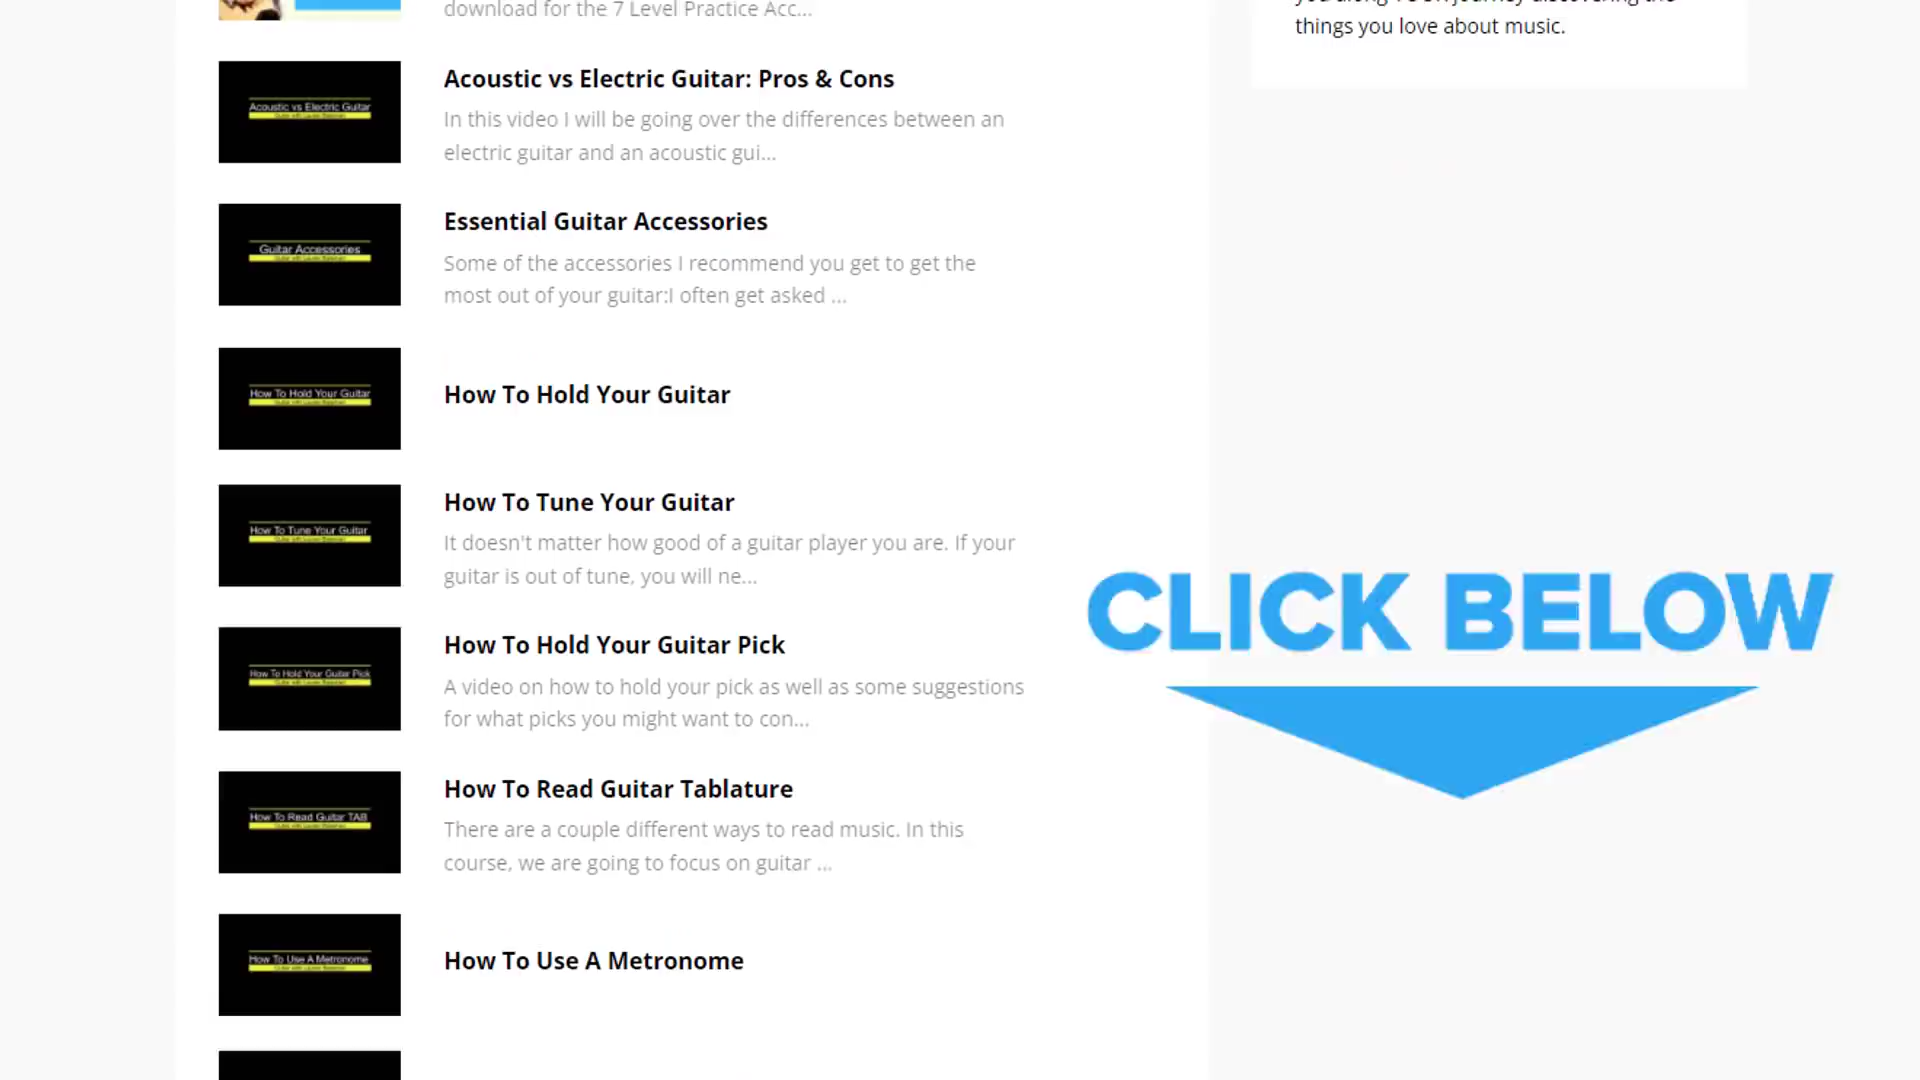 download for the 7 Level Practice Acc...
things you love about music.
Acoustic vs Electric Guitar
Acoustic vs Electric Guitar: Pros & Cons
In this video I will be going over the differences between an
electric guitar and an acoustic gui...
Guitar Accessories
Essential Guitar Accessories
Some of the accessories I recommend you get to get the
most out of your guitar:I often get asked ...
How To Hold Your Guitar
How To Hold Your Guitar
How To Tune Your Guitar
How To Tune Your Guitar
It doesn't matter how good of a guitar player you are. If your
guitar is out of tune, you will ne...
CLICK BELOW
How To Hold Your Guitar Pick
How To Hold Your Guitar Pick
A video on how to hold your pick as well as some suggestions
for what picks you might want to con...
How To Read Guitar TAB
How To Read Guitar Tablature
There are a couple different ways to read music. In this
course, we are going to focus on guitar ...
How To Use A Metronome
How To Use A Metronome